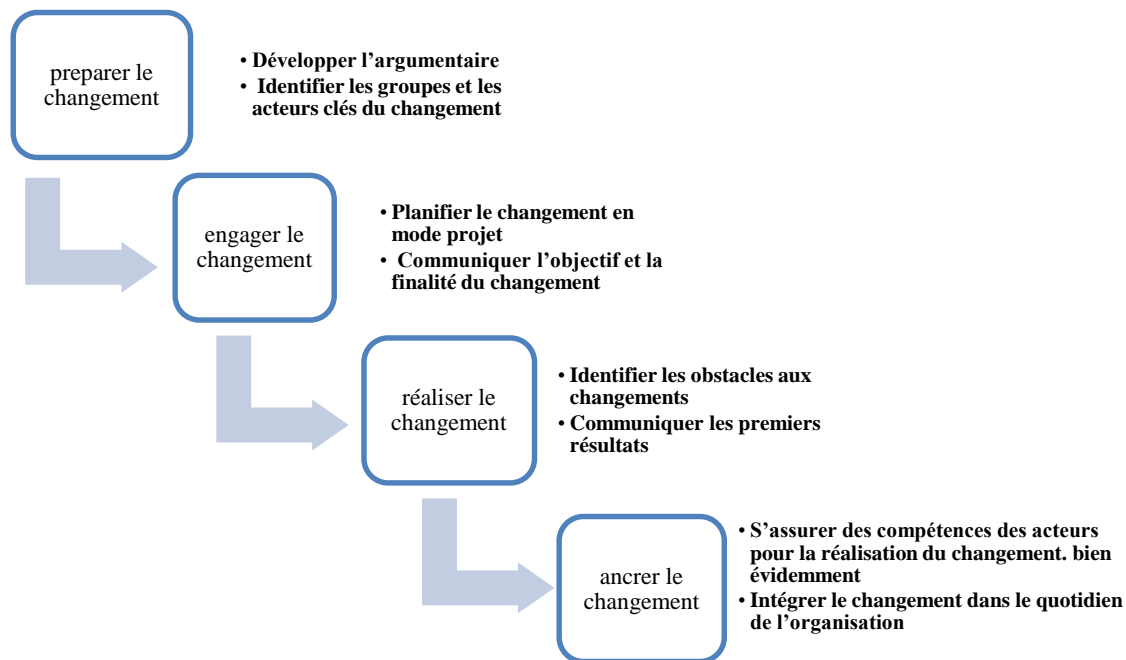 preparer le
changement
• Développer l’argumentaire
• Identifier les groupes et les
acteurs clés du changement
engager le
changement
• Planifier le changement en
mode projet
• Communiquer l’objectif et la
finalité du changement
réaliser le
changement
• Identifier les obstacles aux
changements
• Communiquer les premiers
résultats
ancrer le
changement
• S’assurer des compétences des acteurs
pour la réalisation du changement. bien
évidemment
• Intégrer le changement dans le quotidien
de l’organisation